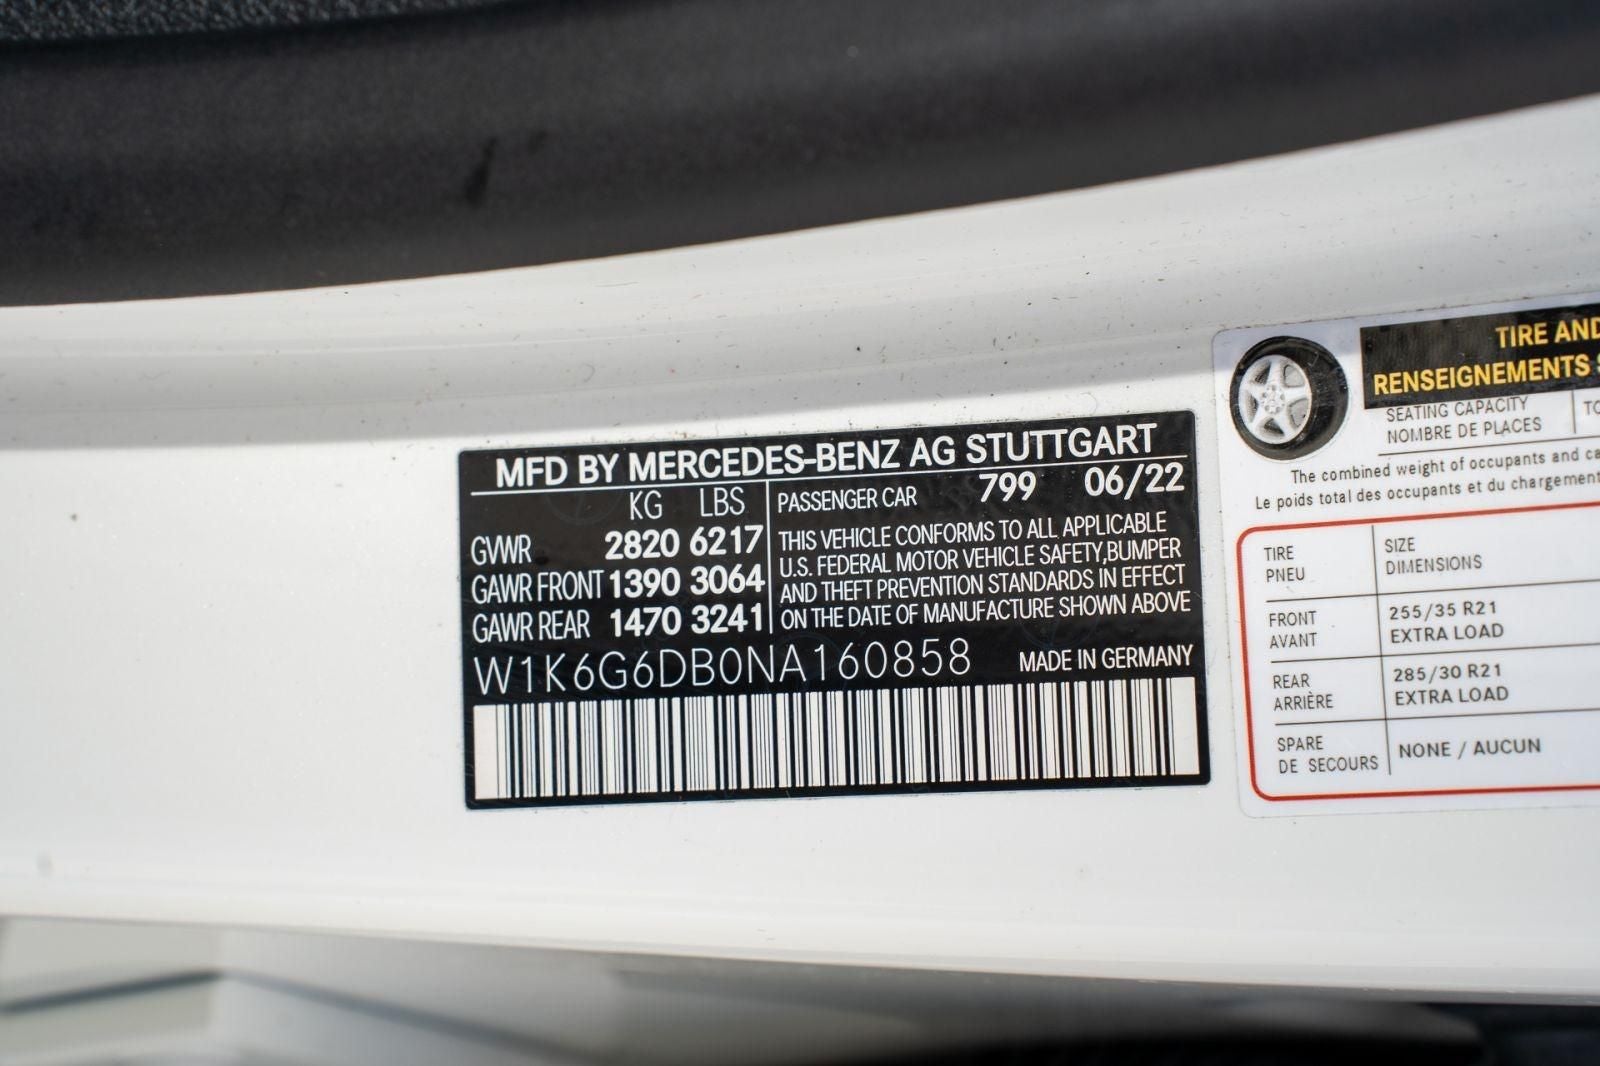 MFD BY MERCEDES-BENZ AG STUTTGART
KG LBS
GVWR 2820 6217
GAWR FRONT 1390 3064
GAWR REAR 1470 3241
PASSENGER CAR 799 06/22
THIS VEHICLE CONFORMS TO ALL APPLICABLE
U.S. FEDERAL MOTOR VEHICLE SAFETY,BUMPER
AND THEFT PREVENTION STANDARDS IN EFFECT
ON THE DATE OF MANUFACTURE SHOWN ABOVE
W1K6G6DB0NA160858 MADE IN GERMANY
TIRE AND
RENSEIGNEMENTS
SEATING CAPACITY
NOMBRE DE PLACES
The combined weight of occupants and
Le poids total des occupants et du chargement
TIRE
PNEU
SIZE
DIMENSIONS
FRONT
AVANT
255/35 R21
EXTRA LOAD
REAR
ARRIÈRE
285/30 R21
EXTRA LOAD
SPARE
DE SECOURS
NONE / AUCUN